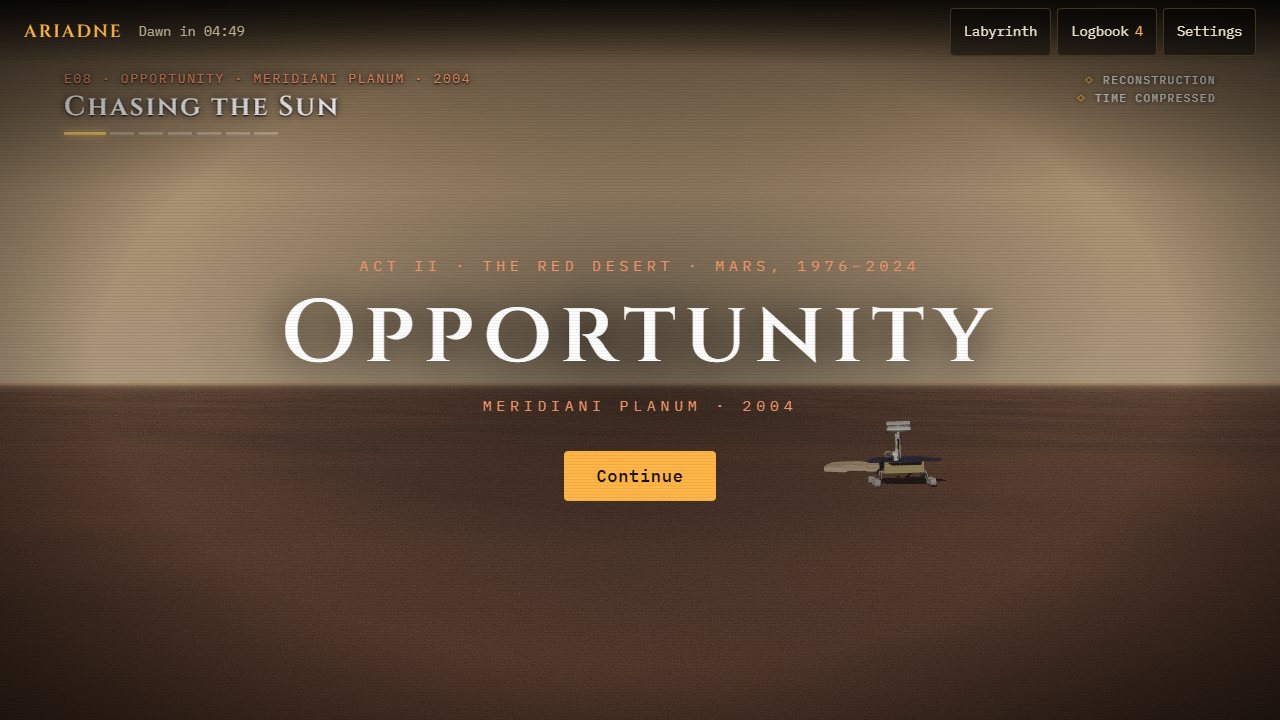 ARIADNE Dawn in 04:49 Labyrinth Logbook 4 Settings
E08 · OPPORTUNITY · MERIDIANI PLANUM · 2004
Chasing the Sun
◇ RECONSTRUCTION
◇ TIME COMPRESSED
ACT II · THE RED DESERT · MARS, 1976–2024
Opportunity
MERIDIANI PLANUM · 2004
Continue